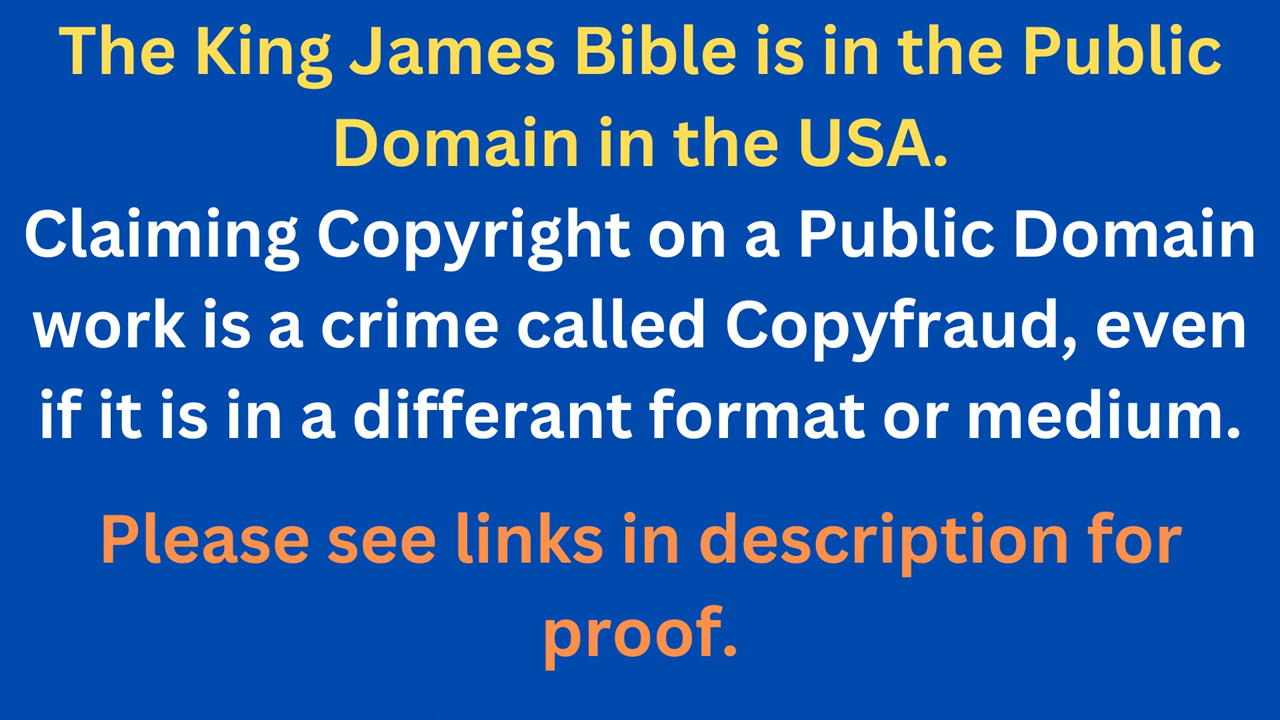 The King James Bible is in the Public
Domain in the USA.
Claiming Copyright on a Public Domain
work is a crime called Copyfraud, even
if it is in a differant format or medium.
Please see links in description for
proof.